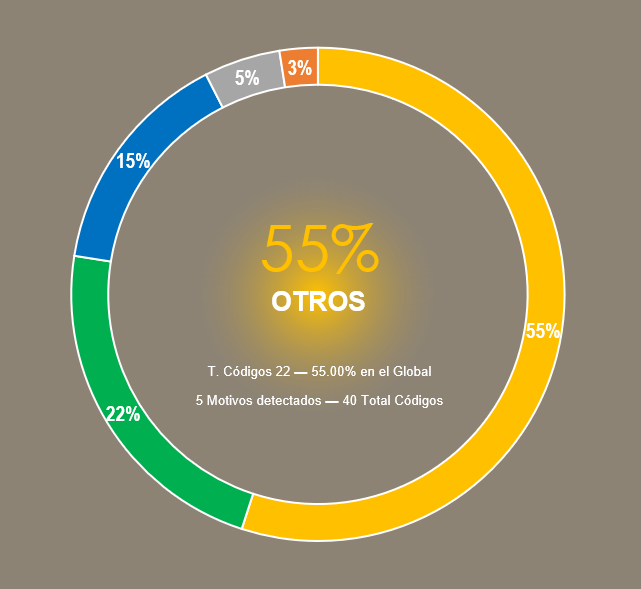 3%
5%
15%
55%
OTROS
55%
T. Códigos 22 — 55.00% en el Global
5 Motivos detectados — 40 Total Códigos
22%